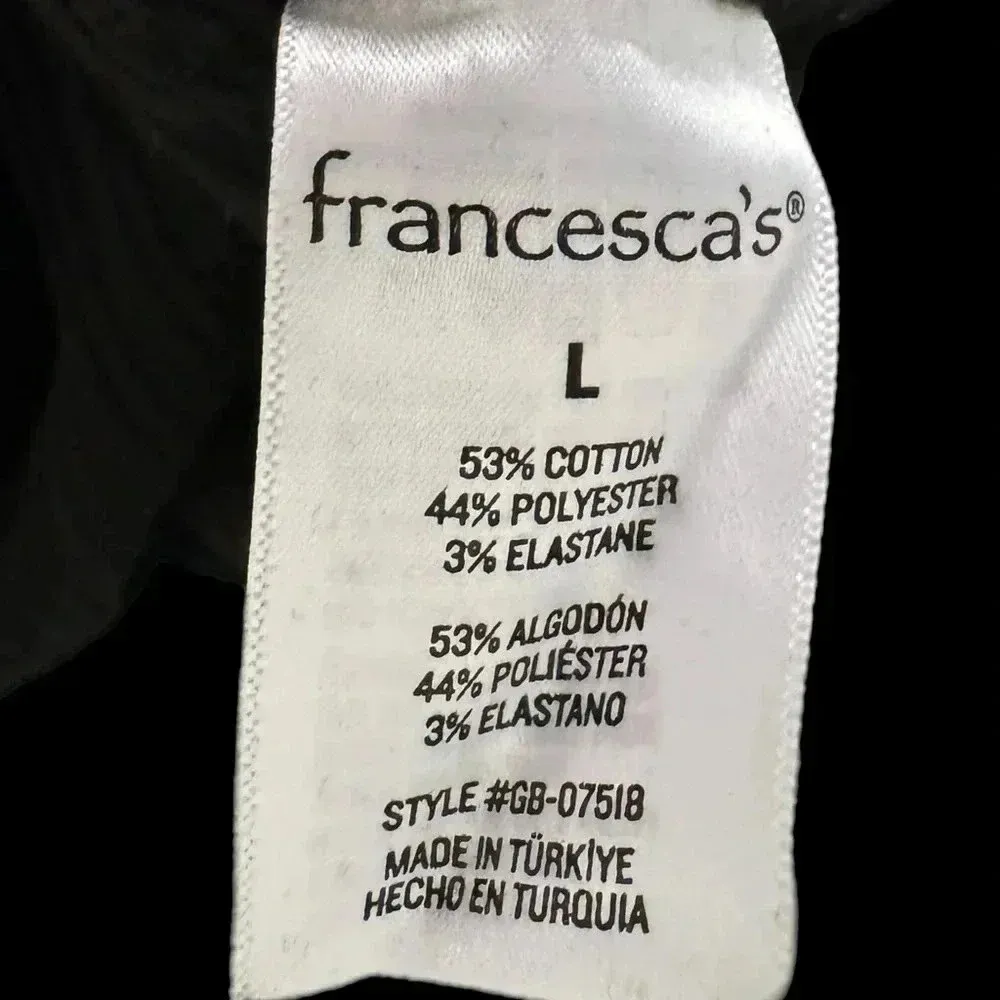 francesca's®
L
53% COTTON
44% POLYESTER
3% ELASTANE
53% ALGODÓN
44% POLIÉSTER
3% ELASTANO
STYLE #GB-07518
MADE IN TÜRKİYE
HECHO EN TURQUIA